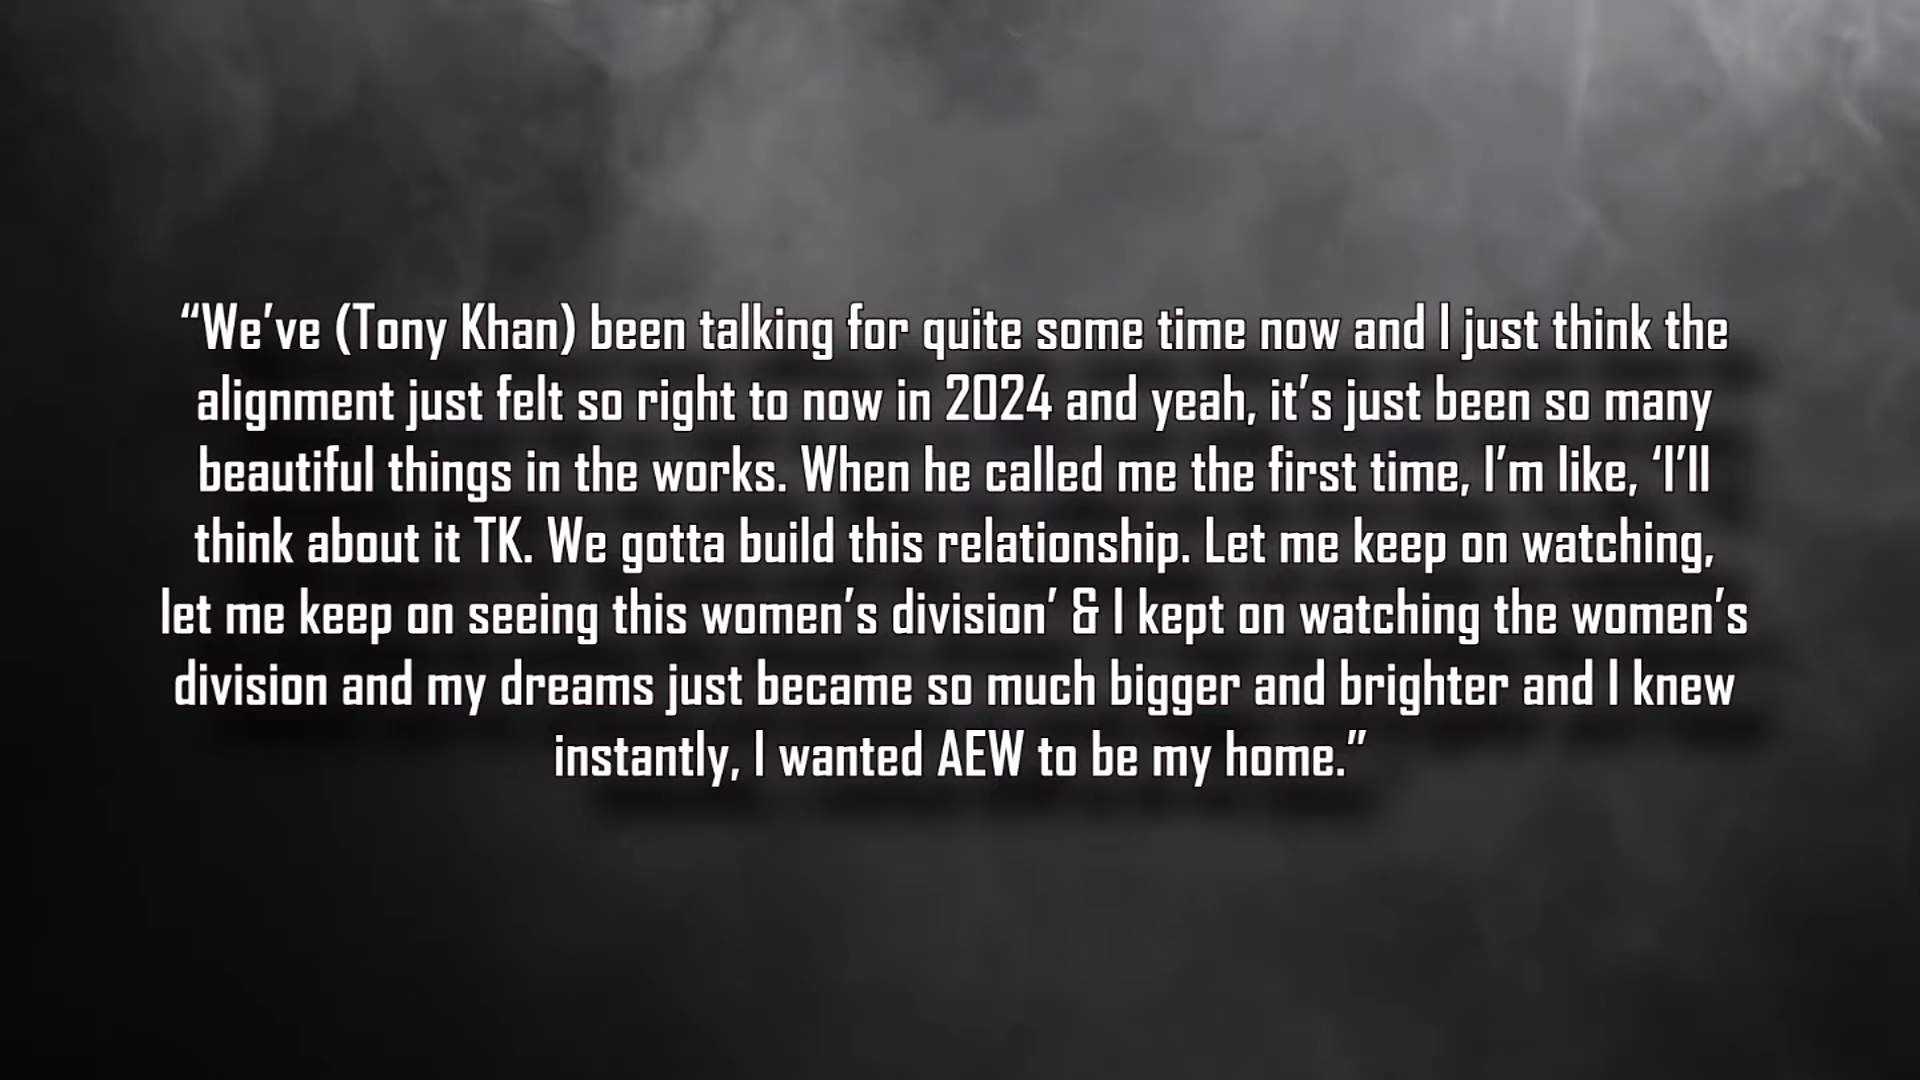 “We’ve (Tony Khan) been talking for quite some time now and I just think the
alignment just felt so right to now in 2024 and yeah, it’s just been so many
beautiful things in the works. When he called me the first time, I’m like, ‘I’ll
think about it TK. We gotta build this relationship. Let me keep on watching,
let me keep on seeing this women’s division’ & I kept on watching the women’s
division and my dreams just became so much bigger and brighter and I knew
instantly, I wanted AEW to be my home.”